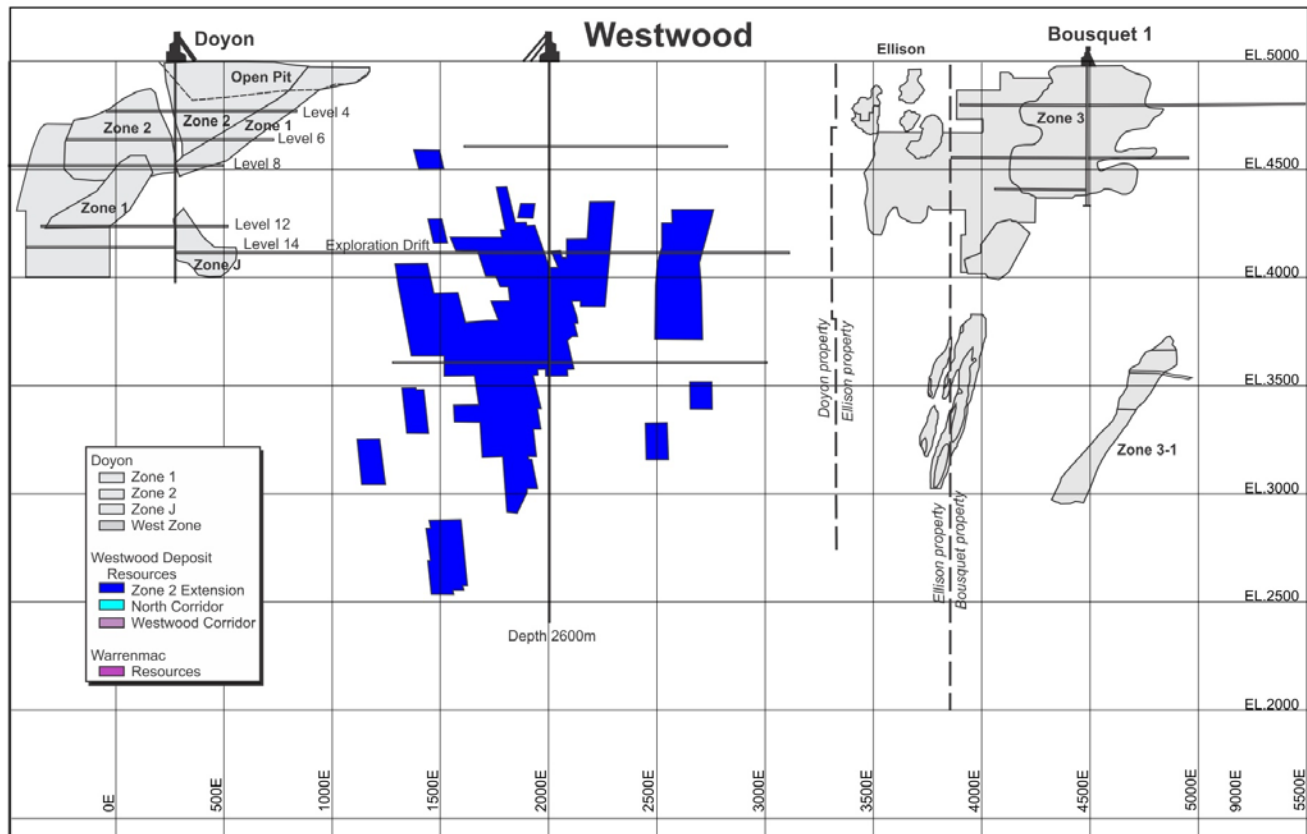 Doyon
Westwood
Ellison
Bousquet 1
EL.5000
Open Pit
Zone 2
Zone 2
Zone 1
Level 4
Level 6
Zone 3
Level 8
EL.4500
Zone 1
Level 12
Level 14
Exploration Drift
Zone J
EL.4000
Doyon property
Ellison property
EL.3500
Zone 3-1
EL.3000
Ellison property
Bousquet property
EL.2500
Depth 2600m
EL.2000
Doyon
Zone 1
Zone 2
Zone J
West Zone
Westwood Deposit
Resources
Zone 2 Extension
North Corridor
Westwood Corridor
Warrenmac
Resources
0E
500E
1000E
1500E
2000E
2500E
3000E
3500E
4000E
4500E
5000E
9000E
5500E